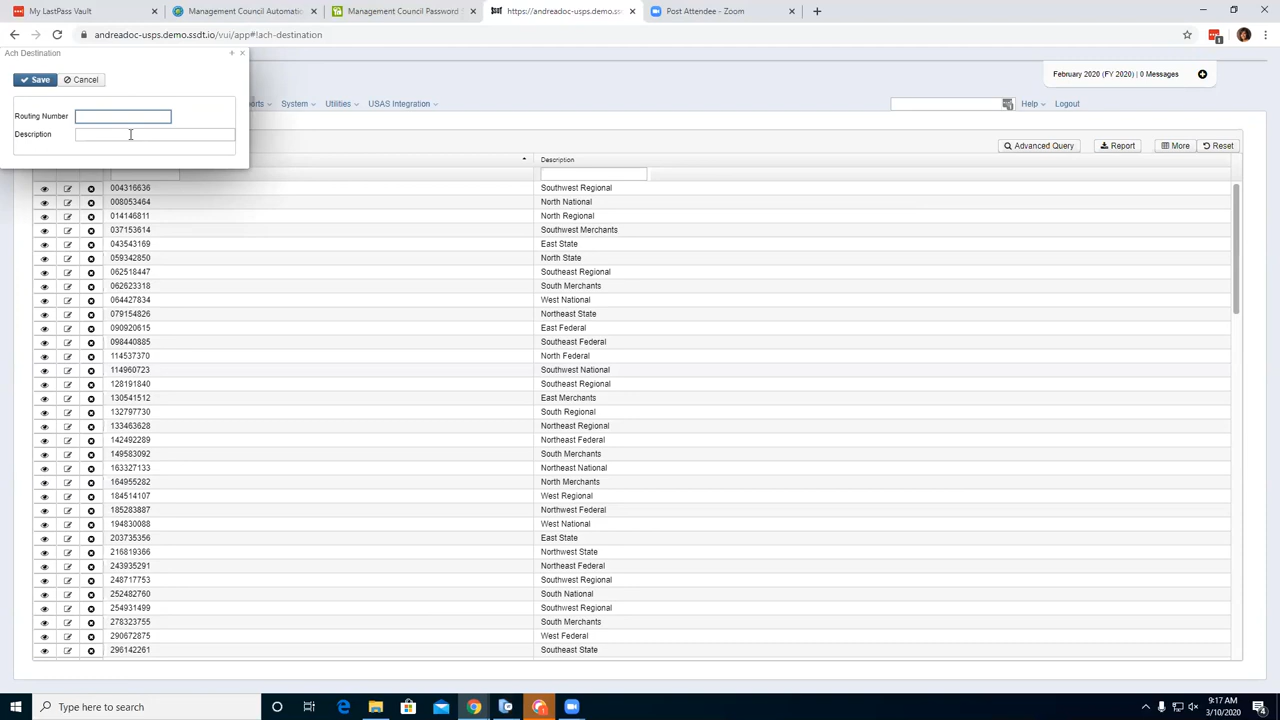 My LastPass Vault
Management Council Automatic
Management Council Password
https://andreadoc-usps.demo.ssdt
Post Attendee - Zoom
andreadoc-usps.demo.ssdt.io/vui/app#!ach-destination
1
Ach Destination
Save Cancel
February 2020 (FY 2020) | 0 Messages
orts System Utilities USAS Integration
Help Logout
Routing Number
Description
Advanced Query Report More Reset
Description
004316636 Southwest Regional
008053464 North National
014146811 North Regional
037153614 Southwest Merchants
043543169 East State
059342850 North State
062518447 Southeast Regional
062623318 South Merchants
064427834 West National
079154826 Northeast State
090920615 East Federal
098440885 Southeast Federal
114537370 North Federal
114960723 Southwest National
128191840 Southeast Regional
130541512 East Merchants
132797730 South Regional
133463628 Northeast Regional
142492289 Northeast Federal
149583092 South Merchants
163327133 Northeast National
164955282 North Merchants
184514107 West Regional
185283887 Northwest Federal
194830088 West National
203735356 East State
216819366 Northwest State
243935291 Northeast Federal
248717753 Southwest Regional
252482760 South National
254931499 Southwest Regional
278323755 South Merchants
290672875 West Federal
296142261 Southeast State
Type here to search
9:17 AM
3/10/2020
4